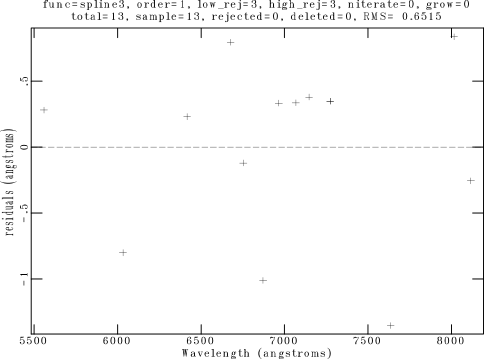 func=spline3, order=1, low_rej=3, high_rej=3, niterate=0, grow=0
total=13, sample=13, rejected=0, deleted=0, RMS= 0.6515
residuals (angstroms)
.5
0
-.5
-1
5500 6000 6500 7000 7500 8000
Wavelength (angstroms)